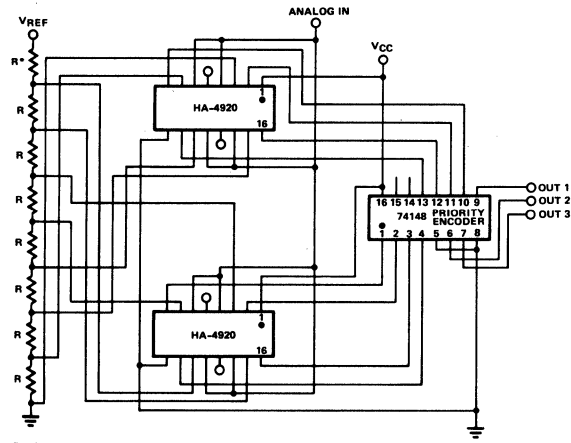 ANALOG IN
VREF
VCC
R*
R
R
R
R
R
R
R
1
HA-4920
16
16 15 14 13 12 11 10 9
74148 PRIORITY
ENCODER
1 2 3 4 5 6 7 8
OUT 1
OUT 2
OUT 3
1
HA-4920
16